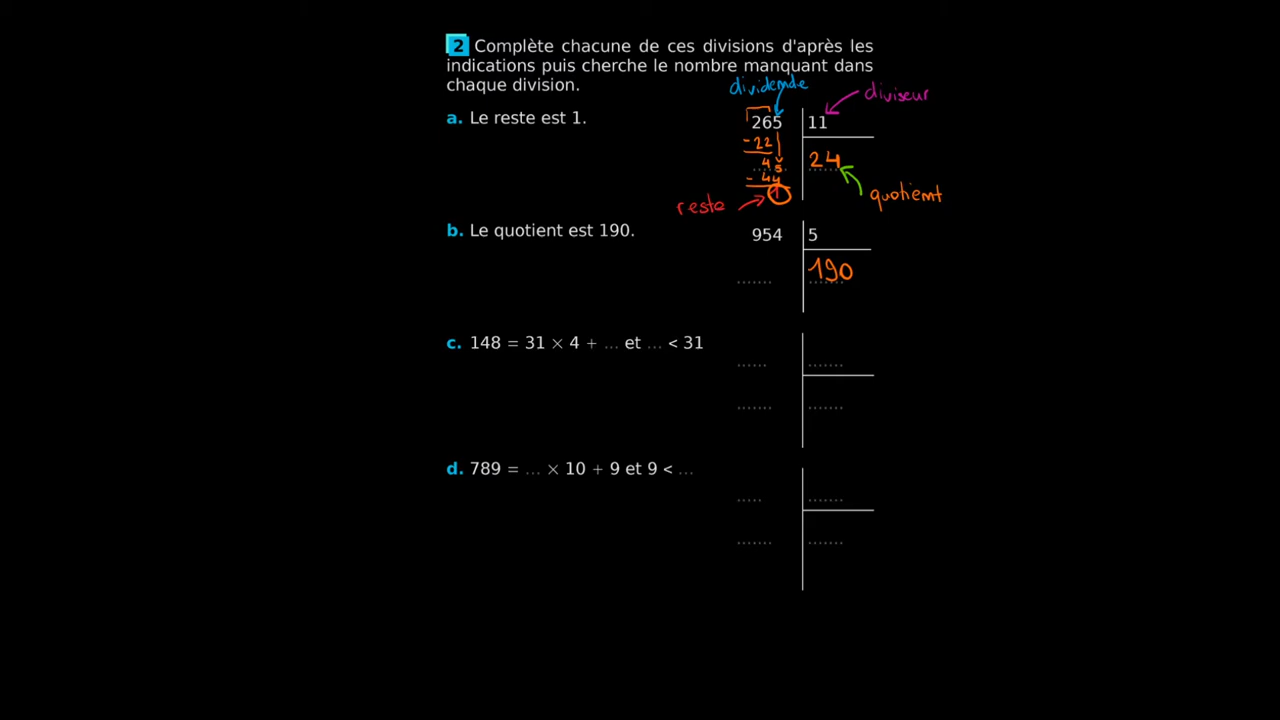 2 Complète chacune de ces divisions d'après les
indications puis cherche le nombre manquant dans
chaque division.
dividende
diviseur
a. Le reste est 1.
265 11
- 22
45 24
- 44
1
reste
quotient
b. Le quotient est 190.
954 5
....... 190
c. 148 = 31 × 4 + ... et ... < 31
...... .......
....... .......
d. 789 = ... × 10 + 9 et 9 < ...
..... .......
....... .......